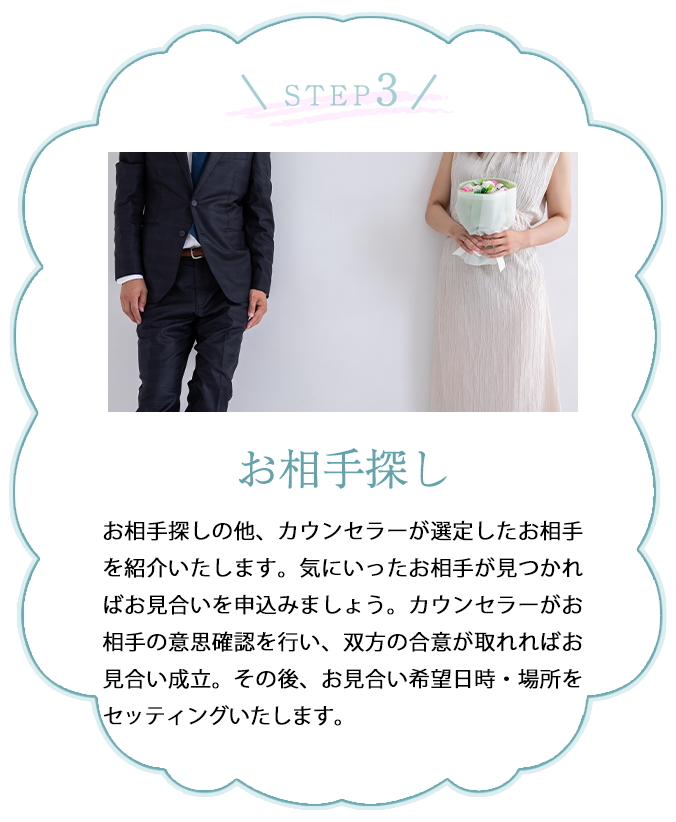 STEP3
お相手探し
お相手探しの他、カウンセラーが選定したお相手
を紹介いたします。気にいったお相手が見つかれ
ばお見合いを申込みましょう。カウンセラーがお
相手の意思確認を行い、双方の合意が取れればお
見合い成立。その後、お見合い希望日時・場所を
セッティングいたします。